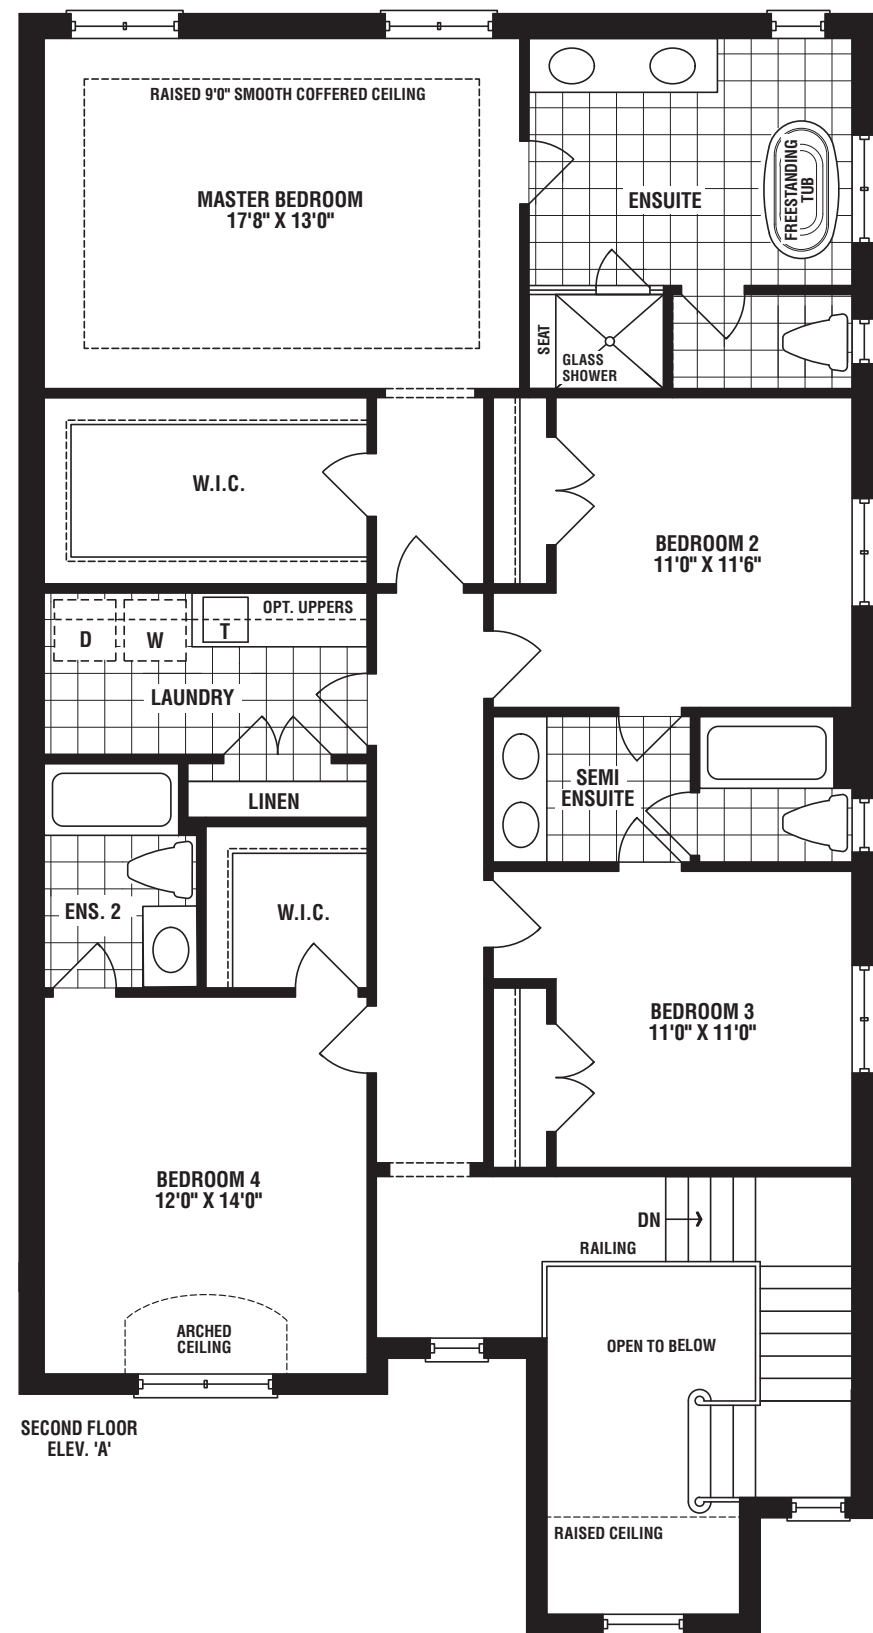 RAISED 9'0" SMOOTH COFFERED CEILING
MASTER BEDROOM
17'8" X 13'0"
ENSUITE
FREESTANDING
TUB
SEAT
GLASS
SHOWER
W.I.C.
BEDROOM 2
11'0" X 11'6"
OPT. UPPERS
D
W
T
LAUNDRY
LINEN
SEMI
ENSUITE
ENS. 2
W.I.C.
BEDROOM 3
11'0" X 11'0"
BEDROOM 4
12'0" X 14'0"
DN
RAILING
ARCHED
CEILING
OPEN TO BELOW
SECOND FLOOR
ELEV. 'A'
RAISED CEILING